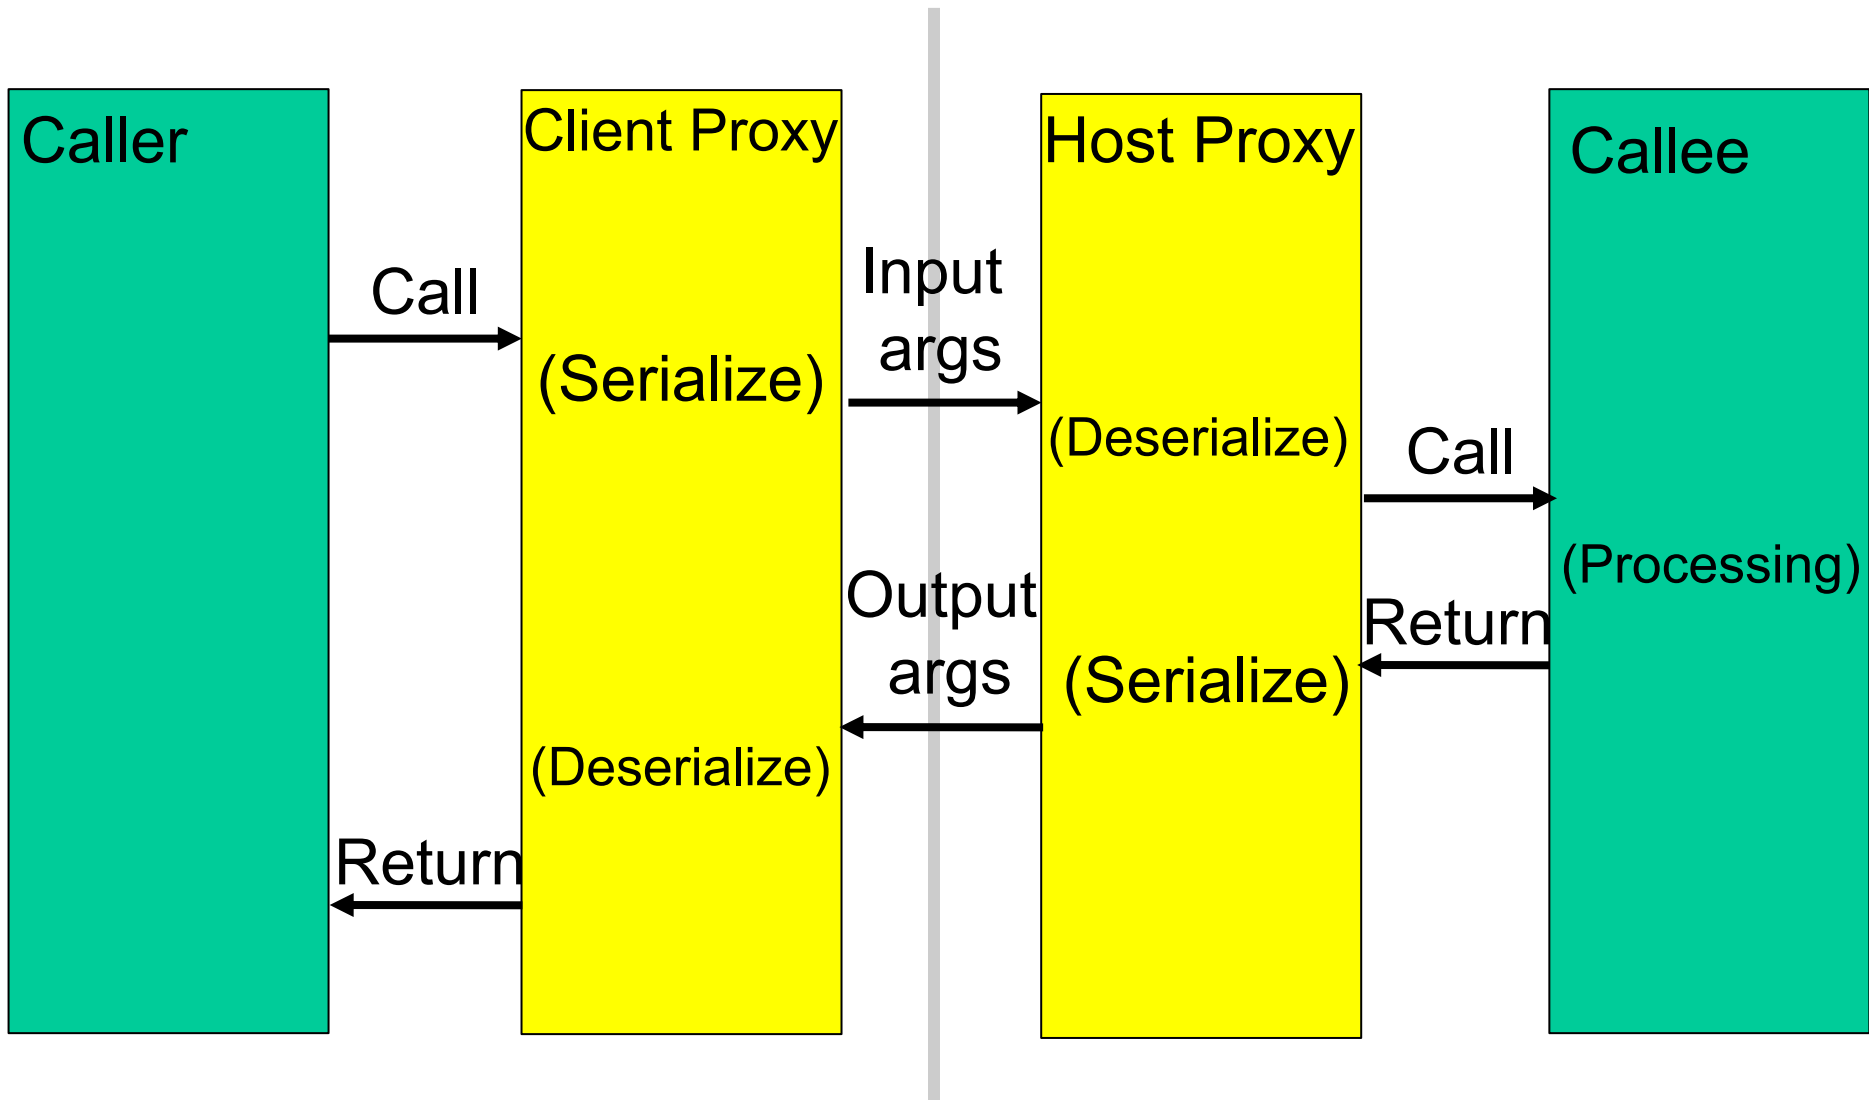 Caller
Client Proxy
Host Proxy
Callee
Call
Input
args
(Serialize)
(Deserialize)
Call
(Processing)
Output
args
Return
(Serialize)
(Deserialize)
Return